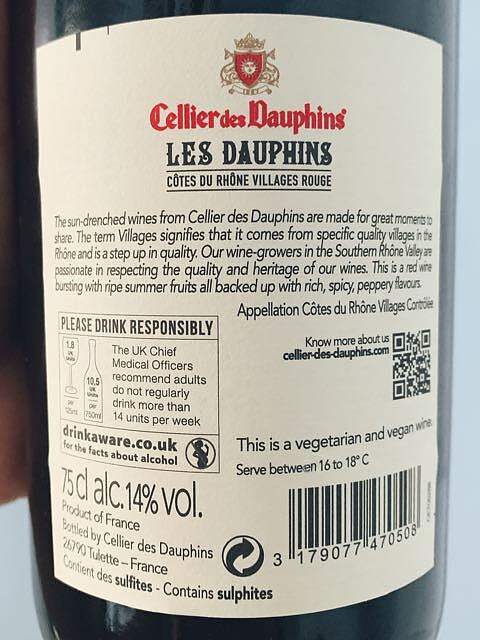 Cellier des Dauphins®
LES DAUPHINS
CÔTES DU RHÔNE VILLAGES ROUGE
The sun-drenched wines from Cellier des Dauphins are made for great moments to
share. The term Villages signifies that it comes from specific quality villages in the
Rhône and is a step up in quality. Our wine-growers in the Southern Rhône Valley are
passionate in respecting the quality and heritage of our wines. This is a red wine
bursting with ripe summer fruits all backed up with rich, spicy, peppery flavours.
Appellation Côtes du Rhône Villages Contrôlée
PLEASE DRINK RESPONSIBLY
1.8
UK
Units
per
125ml
10.5
UK
Units
per
750ml
The UK Chief
Medical Officers
recommend adults
do not regularly
drink more than
14 units per week
drinkaware.co.uk
for the facts about alcohol
Know more about us
cellier-des-dauphins.com
This is a vegetarian and vegan wine.
Serve between 16 to 18° C
75 cl alc.14% vol.
Product of France
Bottled by Cellier des Dauphins
26790 Tulette – France
Contient des sulfites - Contains sulphites
3 179077 470508